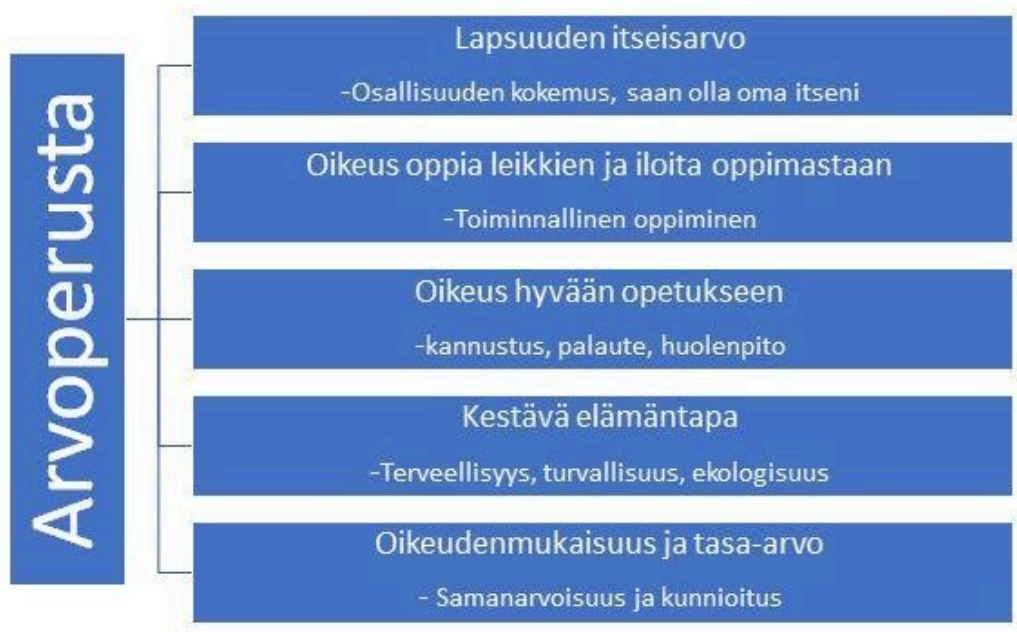 Arvoperusta
Lapsuuden itseisarvo
-Osallisuuden kokemus, saan olla oma itseni
Oikeus oppia leikkien ja iloita oppimastaan
-Toiminnallinen oppiminen
Oikeus hyvään opetukseen
-kannustus, palaute, huolenpito
Kestävä elämäntapa
-Terveellisyys, turvallisuus, ekologisuus
Oikeudenmukaisuus ja tasa-arvo
- Samanarvoisuus ja kunnioitus